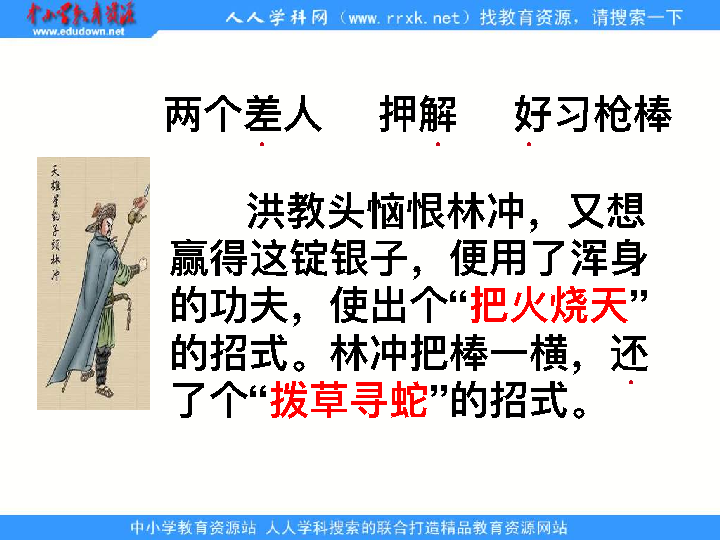 中小学教育资源
www.edudown.net
人人学科网（www.rrxk.net）找教育资源，请搜索一下
两个差人 押解 好习枪棒
天雄星豹子头林冲
洪教头恼恨林冲，又想
赢得这锭银子，便用了浑身
的功夫，使出个“把火烧天”
的招式。林冲把棒一横，还
了个“拨草寻蛇”的招式。
中小学教育资源站 人人学科搜索的联合打造精品教育资源网站